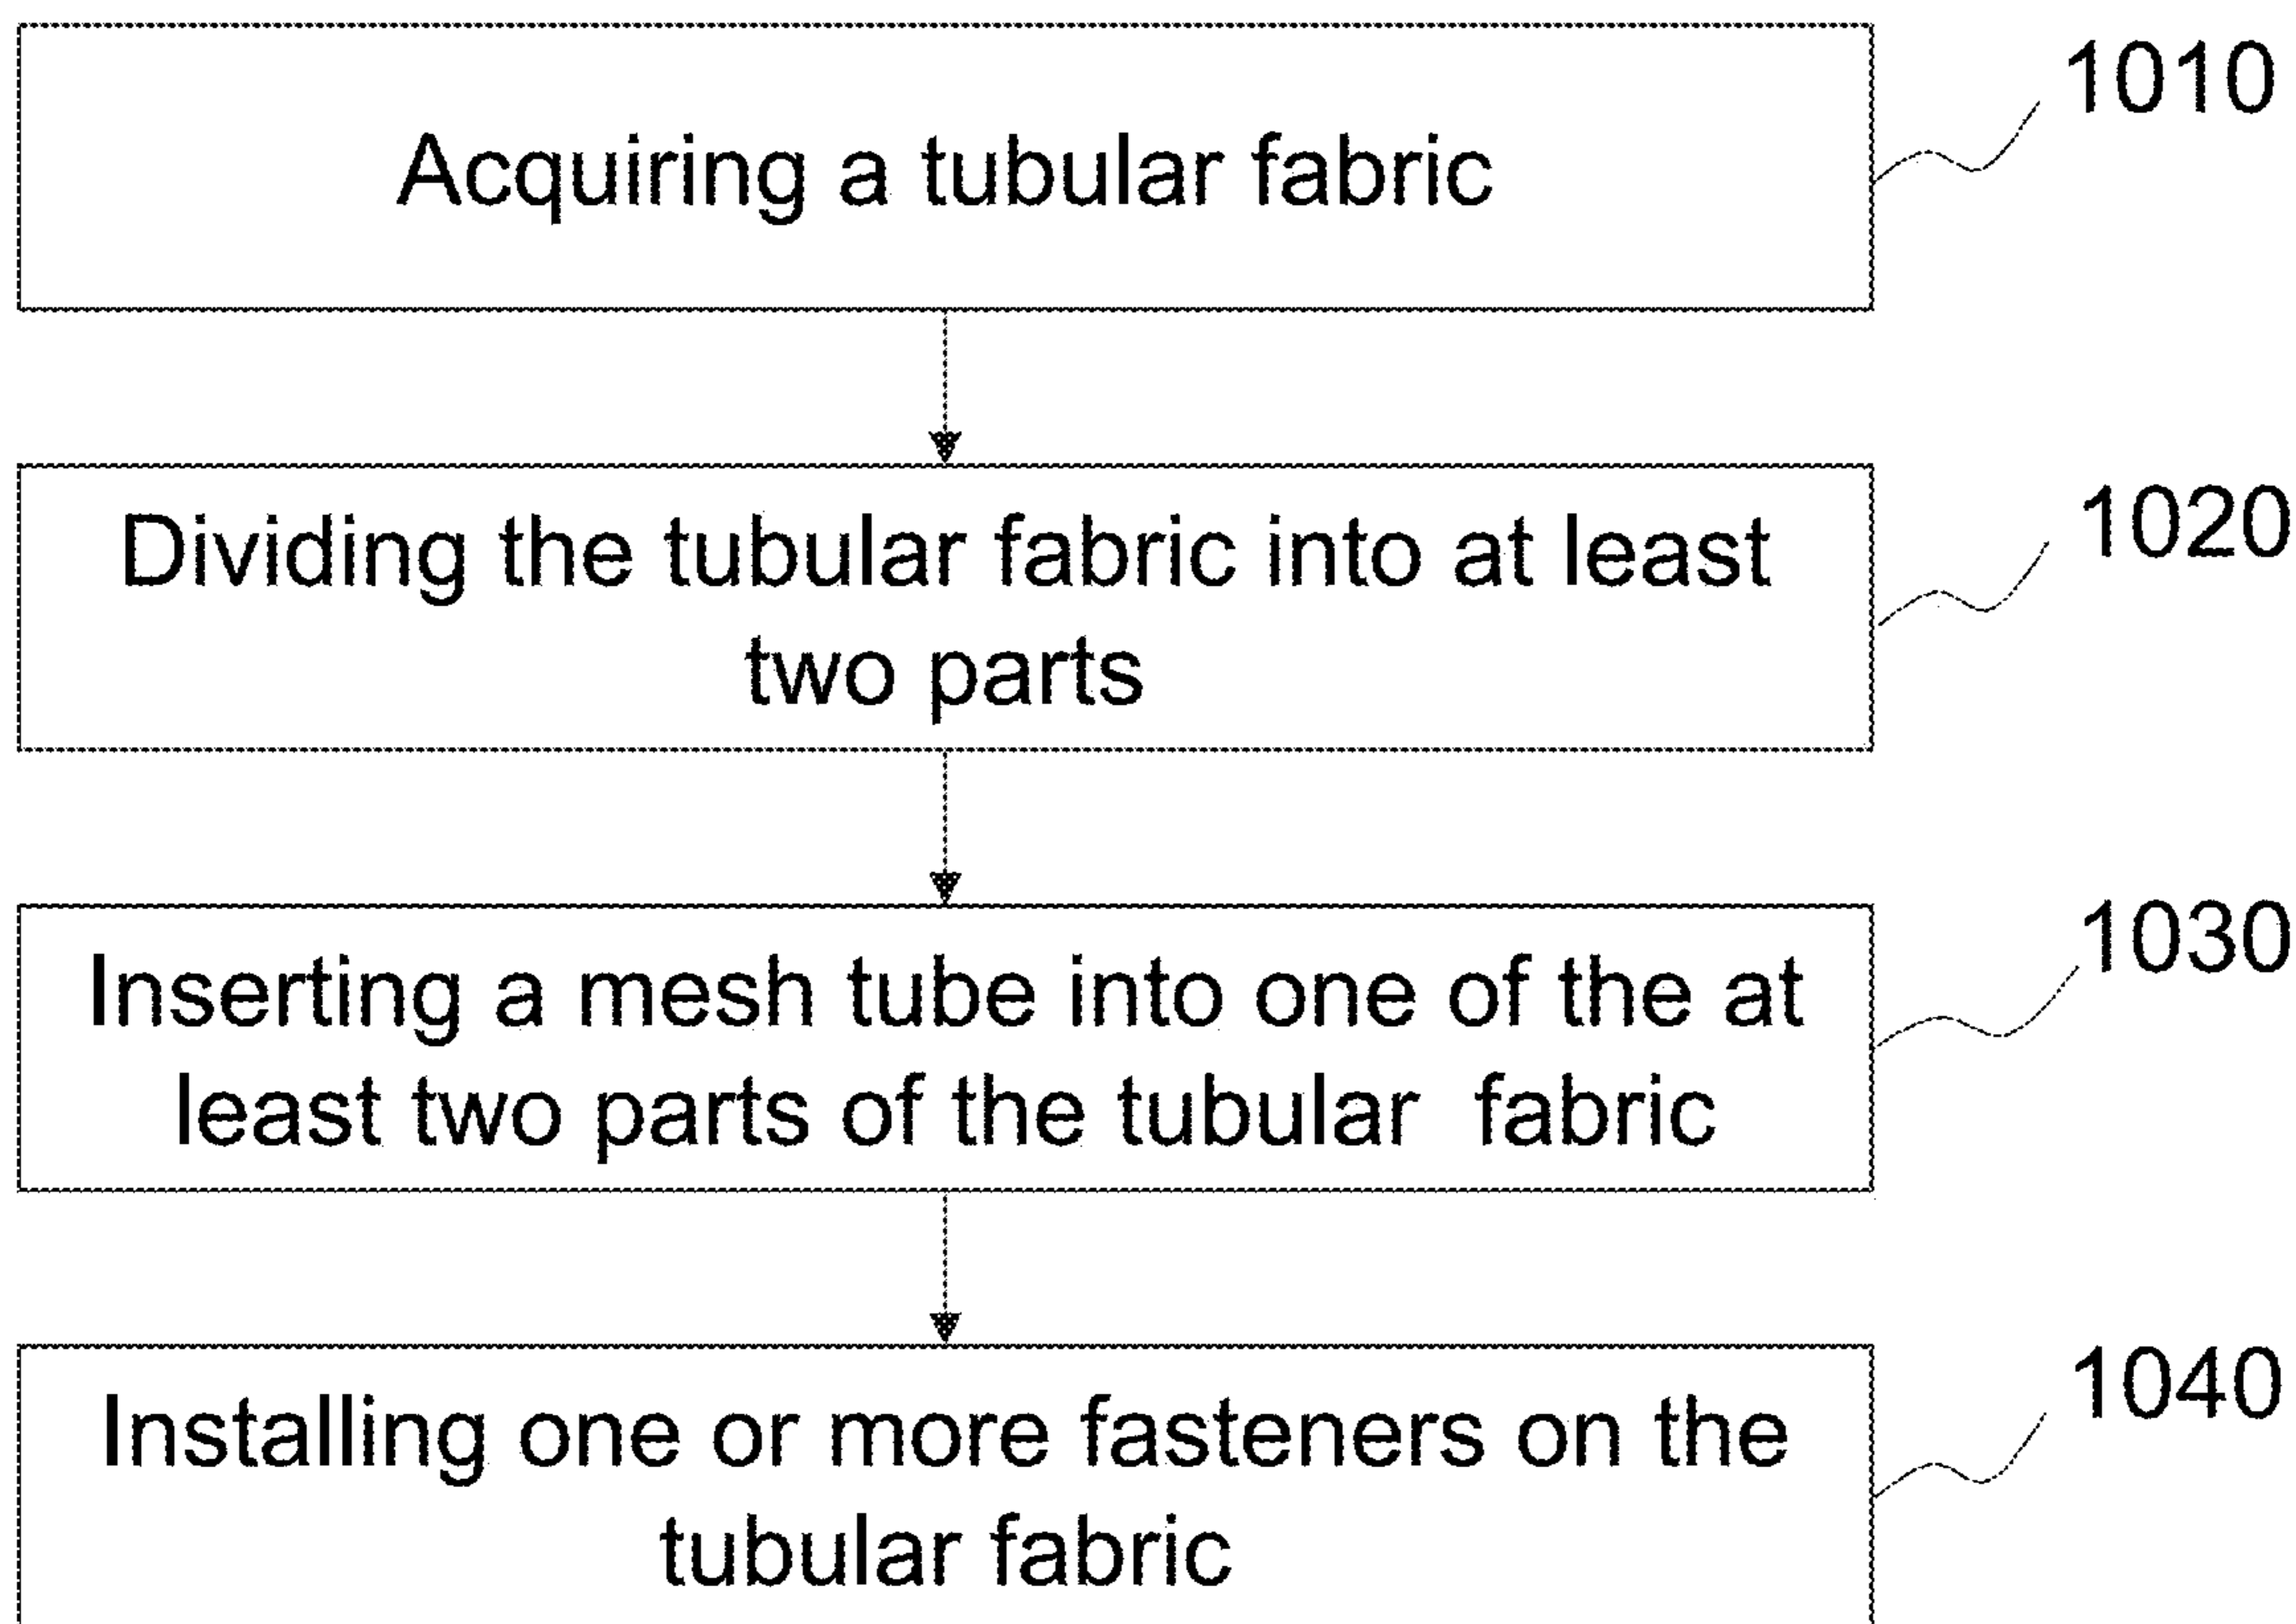 Acquiring a tubular fabric
1010
Dividing the tubular fabric into at least
two parts
1020
Inserting a mesh tube into one of the at
least two parts of the tubular fabric
1030
Installing one or more fasteners on the
tubular fabric
1040